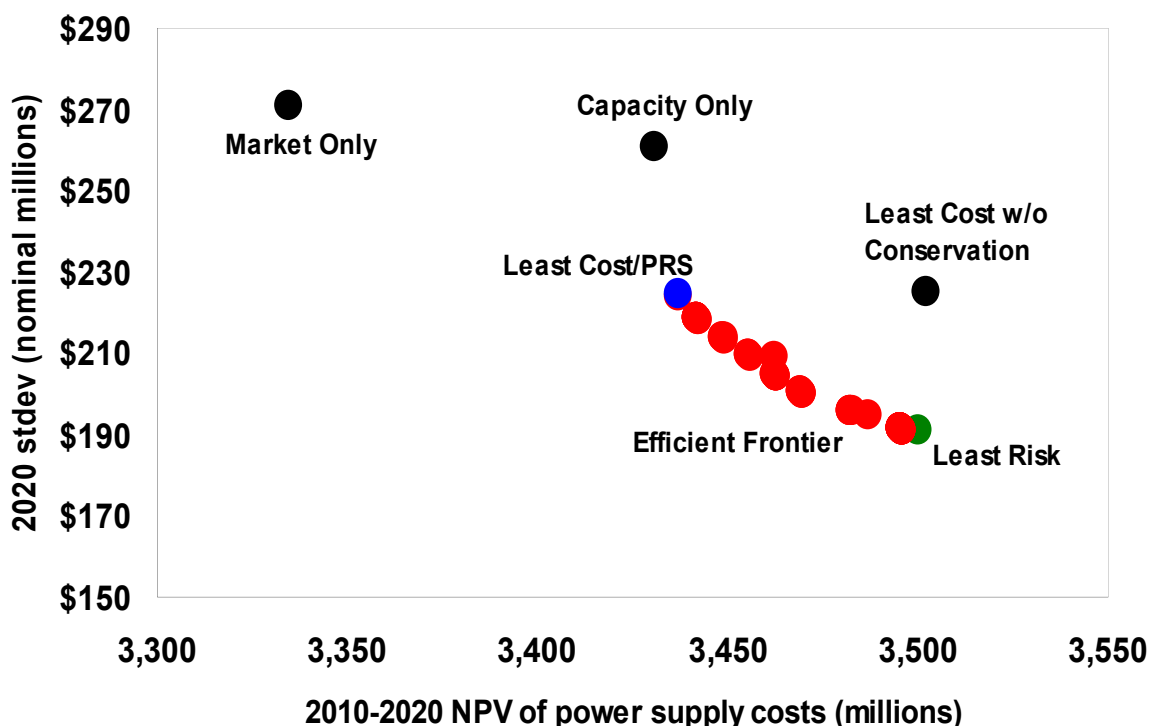 $290
$270
$250
$230
$210
$190
$170
$150
2020 stdev (nominal millions)
Market Only
Capacity Only
Least Cost w/o
Conservation
Least Cost/PRS
Efficient Frontier
Least Risk
3,300
3,350
3,400
3,450
3,500
3,550
2010-2020 NPV of power supply costs (millions)